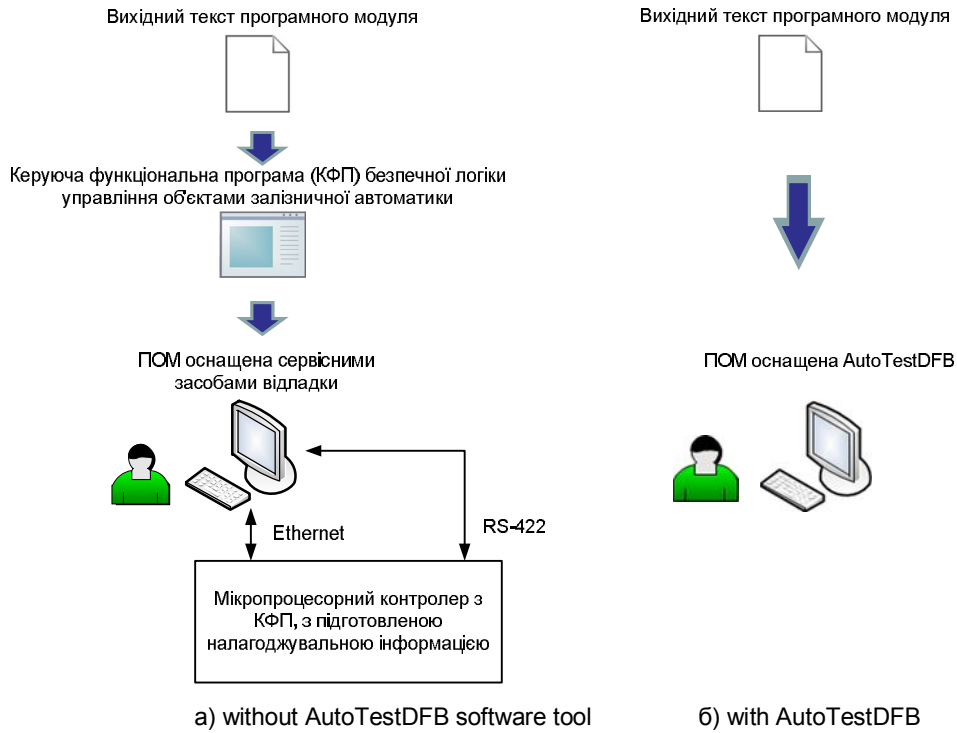 Вихідний текст програмного модуля
Керуюча функціональна програма (КФП) безпечної логіки
управління об'єктами залізничної автоматики
ПОМ оснащена сервісними
засобами відладки
Ethernet
RS-422
Мікропроцесорний контролер з
КФП, з підготовленою
налагоджувальною інформацією
a) without AutoTestDFB software tool
Вихідний текст програмного модуля
ПОМ оснащена AutoTestDFB
б) with AutoTestDFB